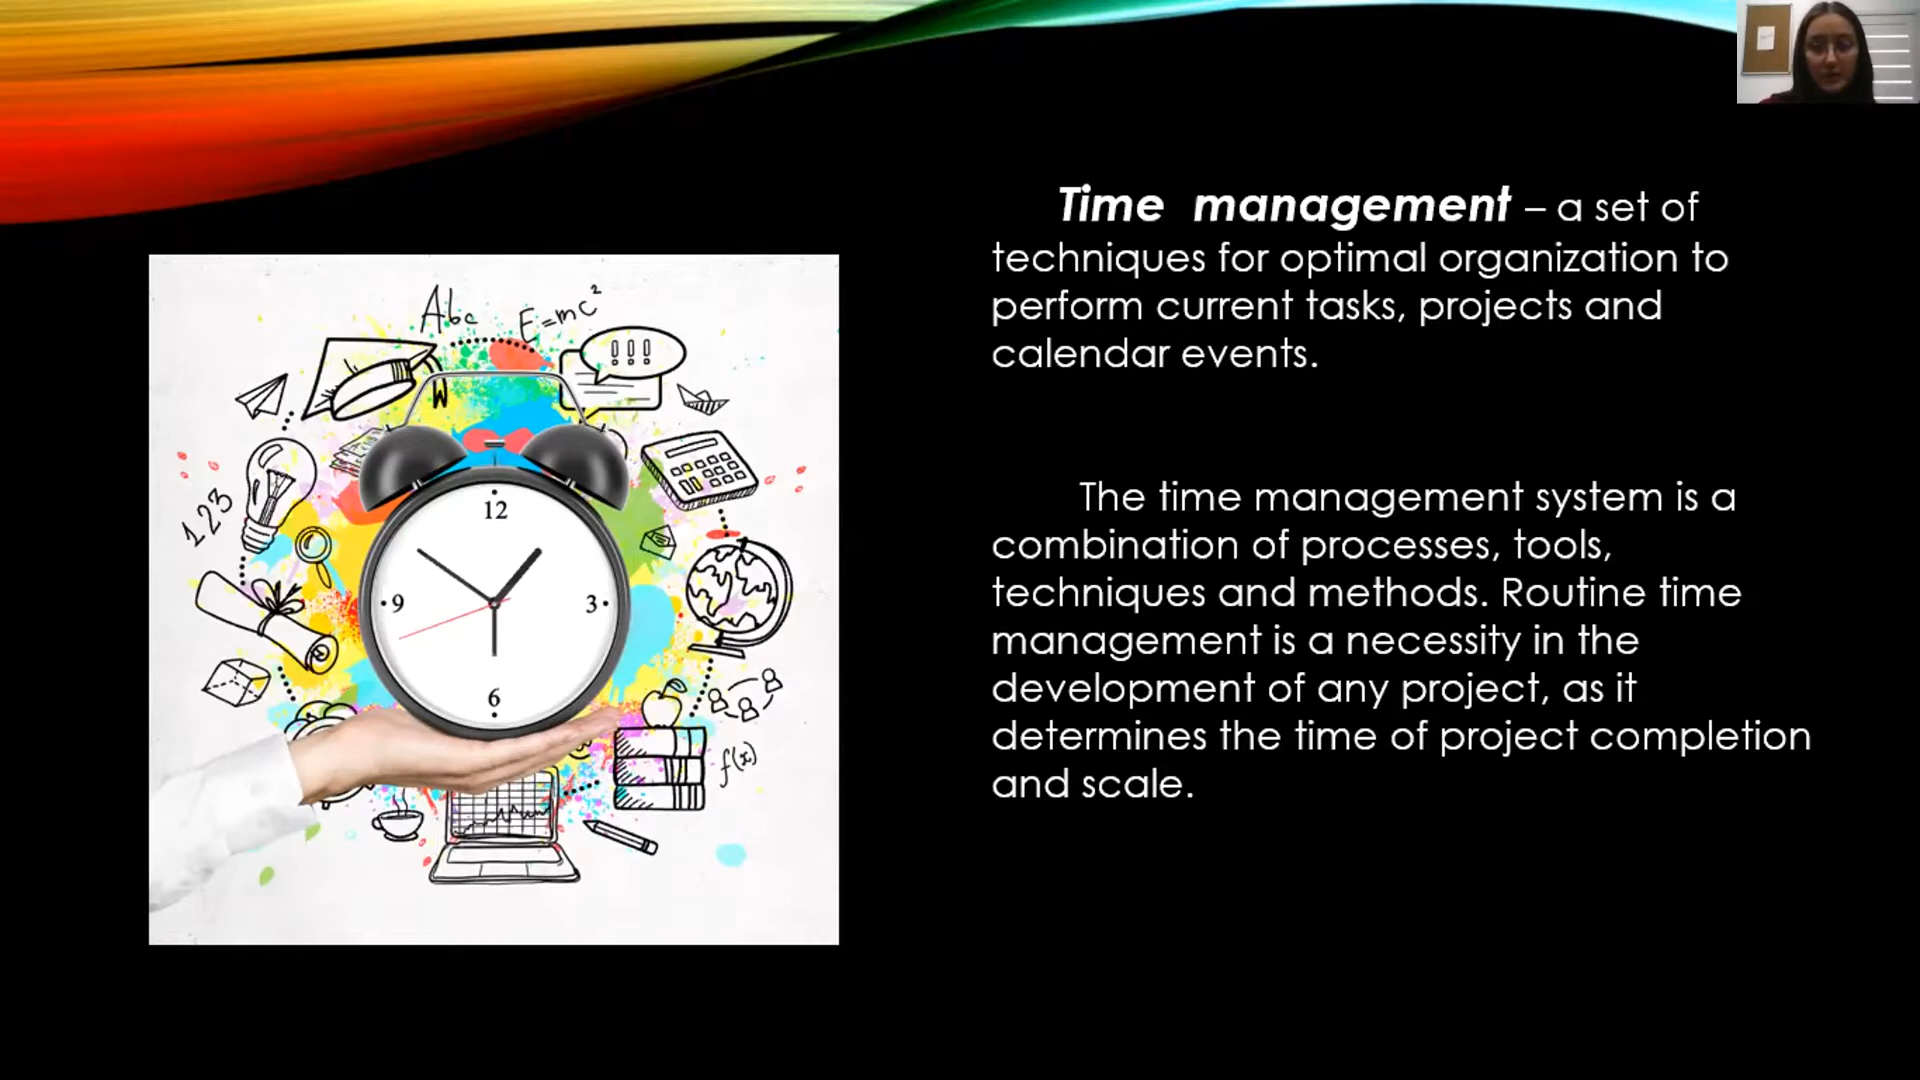 Time management – a set of
techniques for optimal organization to
perform current tasks, projects and
calendar events.
The time management system is a
combination of processes, tools,
techniques and methods. Routine time
management is a necessity in the
development of any project, as it
determines the time of project completion
and scale.
Abc
E=mc²
!!!
123
12
9
3
6
f(x)